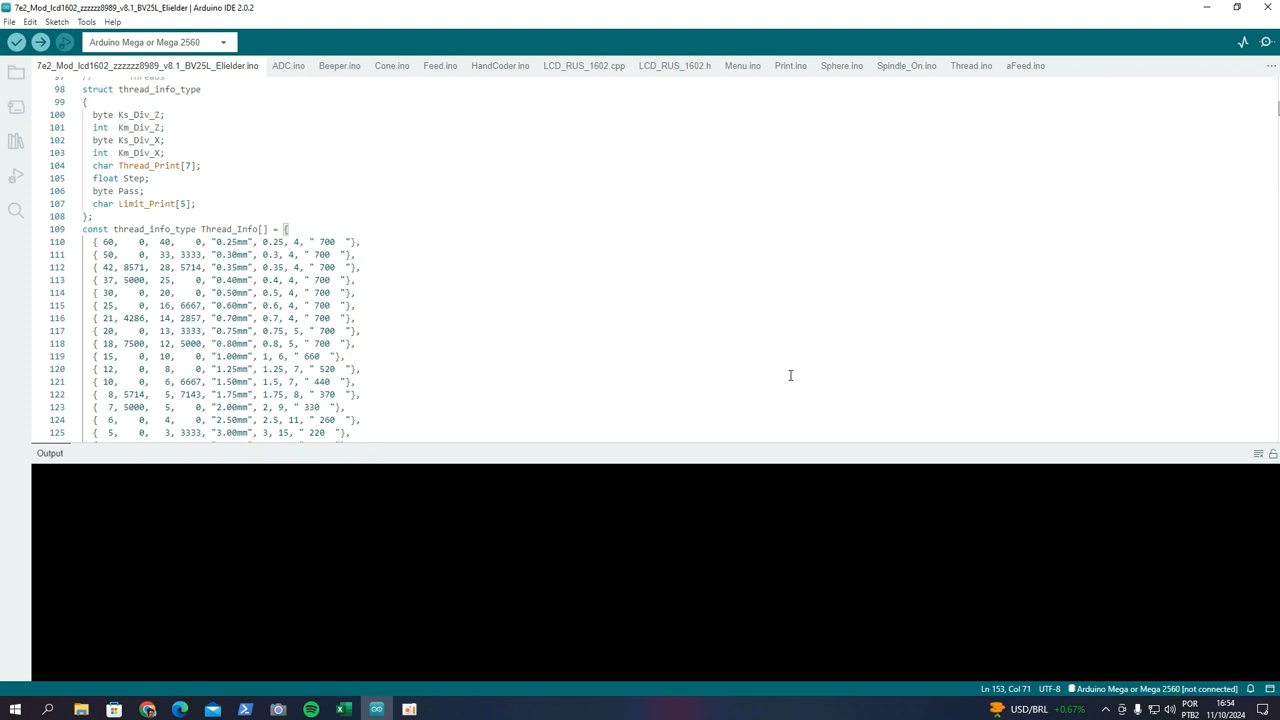 7e2_Mod_lcd1602_zzzzzz8989_v8.1_BV25L_Elielder | Arduino IDE 2.0.2
File Edit Sketch Tools Help
Arduino Mega or Mega 2560
7e2_Mod_lcd1602_zzzzzz8989_v8.1_BV25L_Elielder.ino ADC.ino Beeper.ino Cone.ino Feed.ino HandCoder.ino LCD_RUS_1602.cpp LCD_RUS_1602.h Menu.ino Print.ino Sphere.ino Spindle_On.ino Thread.ino aFeed.ino ...
97 // Threads
98 struct thread_info_type
99 {
100 byte Ks_Div_Z;
101 int  Km_Div_Z;
102 byte Ks_Div_X;
103 int  Km_Div_X;
104 char Thread_Print[7];
105 float Step;
106 byte Pass;
107 char Limit_Print[5];
108 };
109 const thread_info_type Thread_Info[] = {
110 { 60,    0,  40,    0, "0.25mm", 0.25, 4, " 700  "},
111 { 50,    0,  33, 3333, "0.30mm", 0.3, 4, " 700  "},
112 { 42, 8571,  28, 5714, "0.35mm", 0.35, 4, " 700  "},
113 { 37, 5000,  25,    0, "0.40mm", 0.4, 4, " 700  "},
114 { 30,    0,  20,    0, "0.50mm", 0.5, 4, " 700  "},
115 { 25,    0,  16, 6667, "0.60mm", 0.6, 4, " 700  "},
116 { 21, 4286,  14, 2857, "0.70mm", 0.7, 4, " 700  "},
117 { 20,    0,  13, 3333, "0.75mm", 0.75, 5, " 700  "},
118 { 18, 7500,  12, 5000, "0.80mm", 0.8, 5, " 700  "},
119 { 15,    0,  10,    0, "1.00mm", 1, 6, " 660  "},
120 { 12,    0,   8,    0, "1.25mm", 1.25, 7, " 520  "},
121 { 10,    0,   6, 6667, "1.50mm", 1.5, 7, " 440  "},
122 {  8, 5714,   5, 7143, "1.75mm", 1.75, 8, " 370  "},
123 {  7, 5000,   5,    0, "2.00mm", 2, 9, " 330  "},
124 {  6,    0,   4,    0, "2.50mm", 2.5, 11, " 260  "},
125 {  5,    0,   3, 3333, "3.00mm", 3, 15, " 220  "},
Output
Ln 153, Col 71 UTF-8 Arduino Mega or Mega 2560 [not connected]
USD/BRL +0,67% POR PTB2 16:54 11/10/2024